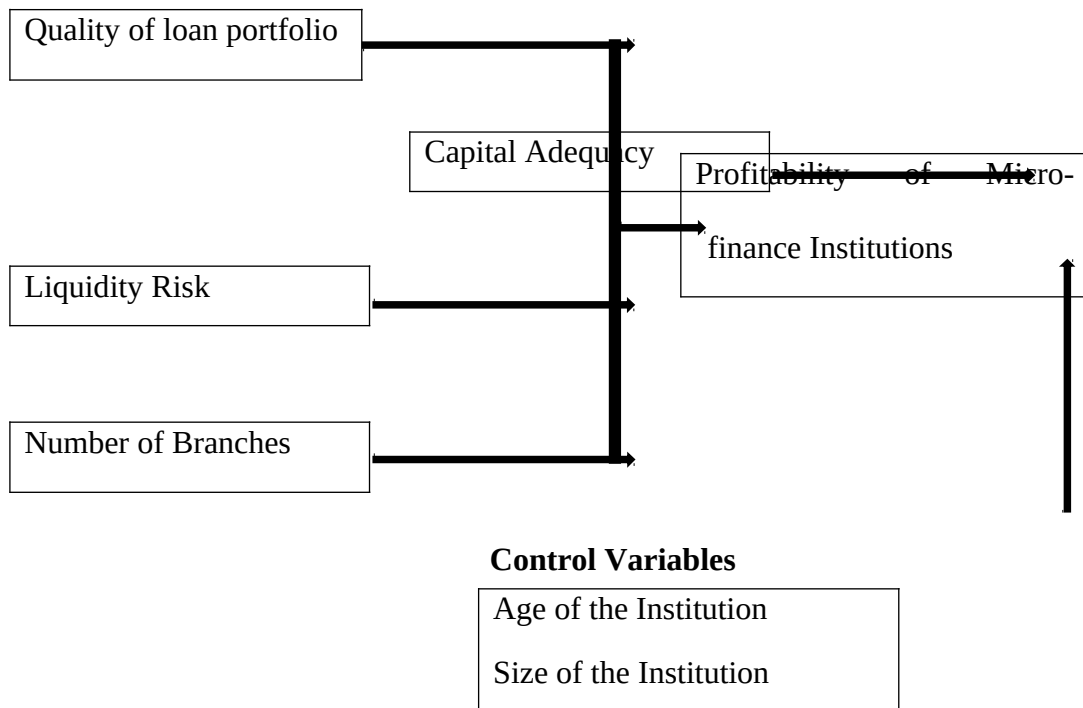 Quality of loan portfolio
Capital Adequacy
Profitability of Micro-
finance Institutions
Liquidity Risk
Number of Branches
Control Variables
Age of the Institution
Size of the Institution